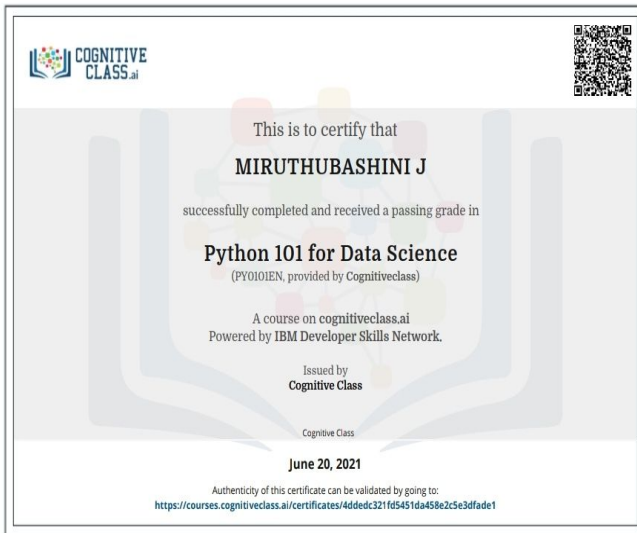 COGNITIVE
CLASS.ai
This is to certify that
MIRUTHUBASHINI J
successfully completed and received a passing grade in
Python 101 for Data Science
(PY0101EN, provided by Cognitiveclass)
A course on cognitiveclass.ai
Powered by IBM Developer Skills Network.
Issued by
Cognitive Class
Cognitive Class
June 20, 2021
Authenticity of this certificate can be validated by going to:
https://courses.cognitiveclass.ai/certificates/4ddedc321fd5451da458e2c5e3dfade1